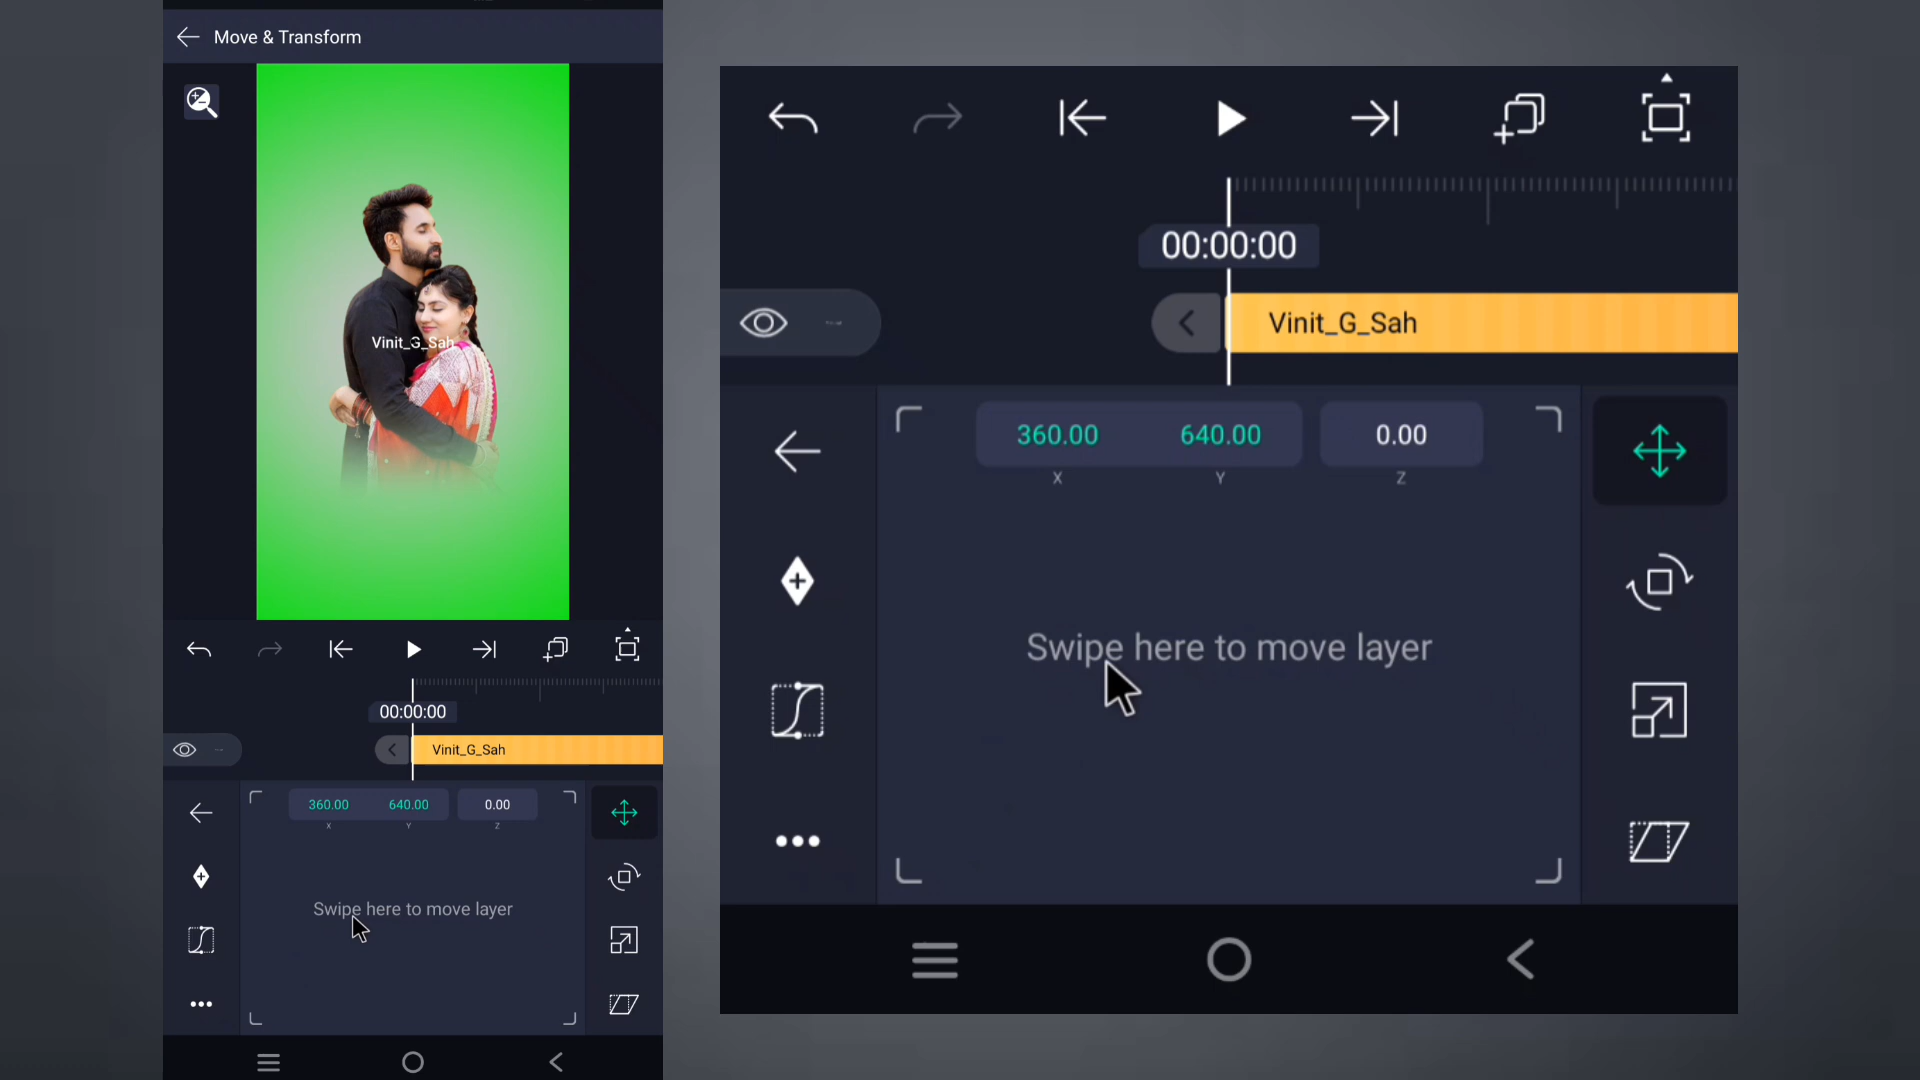 Move & Transform
Vinit_G_Sah
00:00:00
Vinit_G_Sah
360.00 640.00 0.00
X Y Z
Swipe here to move layer
00:00:00
Vinit_G_Sah
360.00 640.00 0.00
X Y Z
Swipe here to move layer